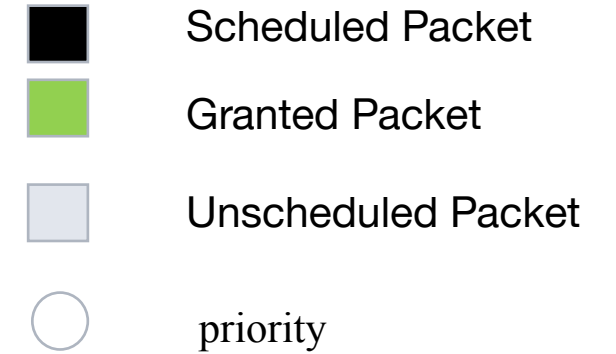 Scheduled Packet
Granted Packet
Unscheduled Packet
priority